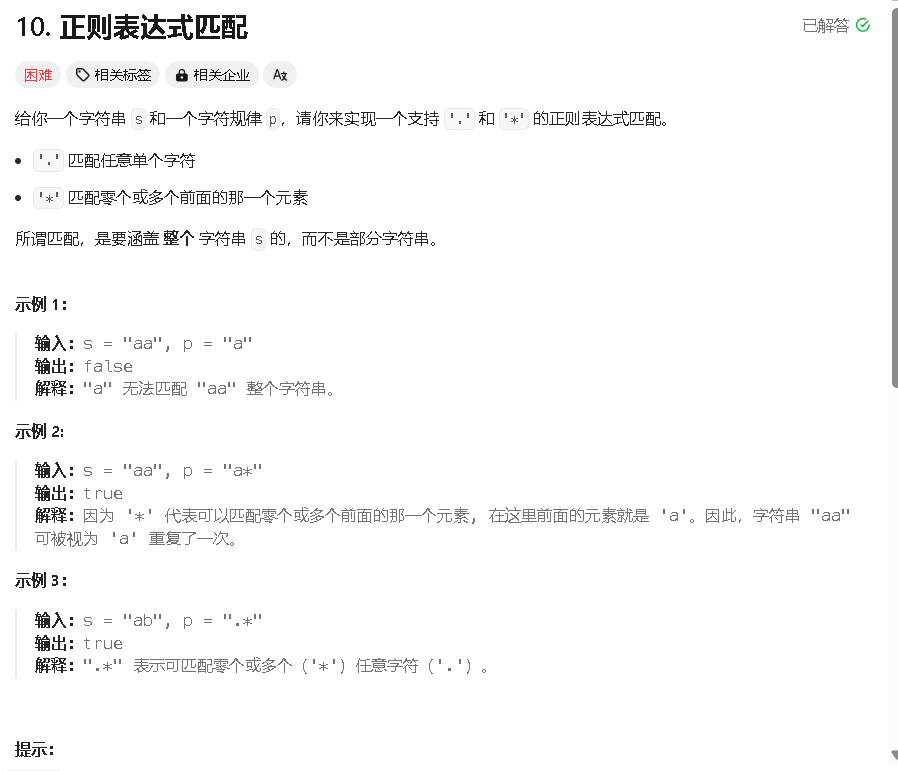 10. 正则表达式匹配
已解答
困难 相关标签 相关企业 Ax
给你一个字符串 s 和一个字符规律 p，请你来实现一个支持 '.' 和 '*' 的正则表达式匹配。
'.' 匹配任意单个字符
'*' 匹配零个或多个前面的那一个元素
所谓匹配，是要涵盖 整个 字符串 s 的，而不是部分字符串。
示例 1：
输入：s = "aa", p = "a"
输出：false
解释："a" 无法匹配 "aa" 整个字符串。
示例 2:
输入：s = "aa", p = "a*"
输出：true
解释：因为 '*' 代表可以匹配零个或多个前面的那一个元素, 在这里前面的元素就是 'a'。因此，字符串 "aa"
可被视为 'a' 重复了一次。
示例 3：
输入：s = "ab", p = ".*"
输出：true
解释：".*" 表示可匹配零个或多个（'*'）任意字符（'.'）。
提示：